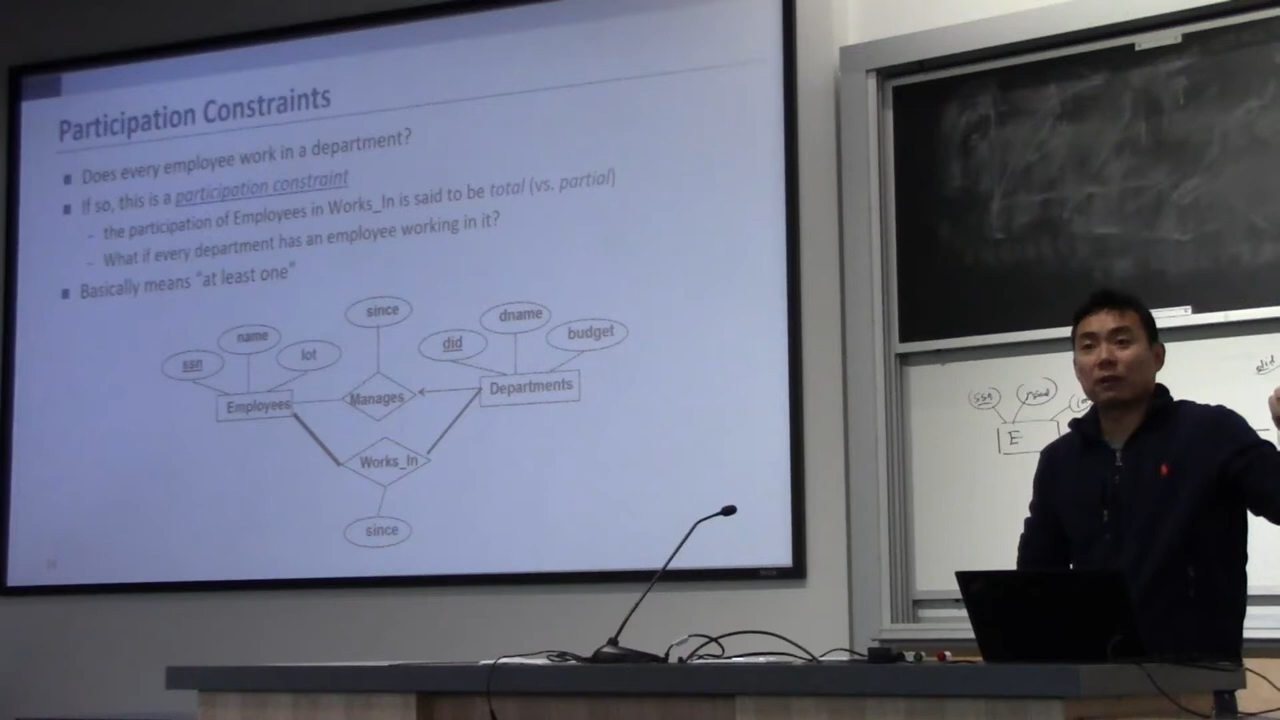 Participation Constraints
▪ Does every employee work in a department?
▪ If so, this is a participation constraint
- the participation of Employees in Works_In is said to be total (vs. partial)
- What if every department has an employee working in it?
▪ Basically means "at least one"
since
dname
name
did
budget
ssn
lot
Employees
Manages
Departments
Works_In
since
did
ssn
E